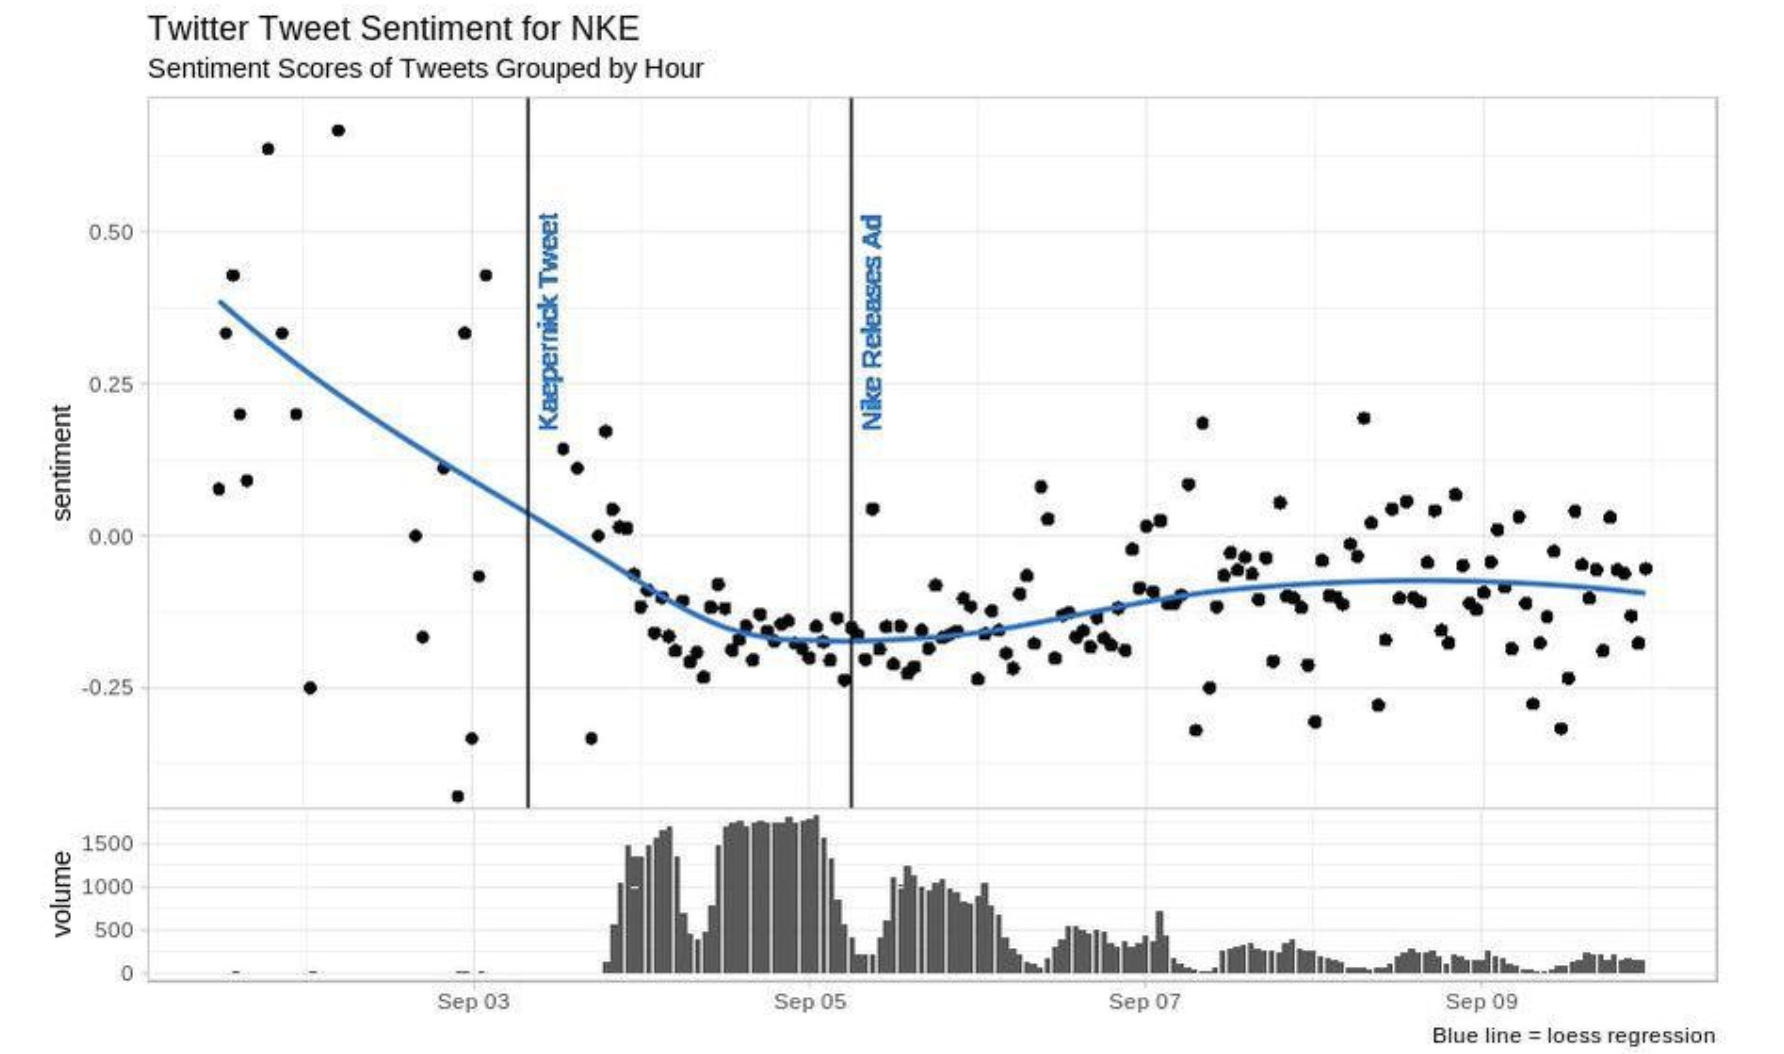 Twitter Tweet Sentiment for NKE
Sentiment Scores of Tweets Grouped by Hour
sentiment
0.50
0.25
0.00
-0.25
Kaepernick Tweet
Nike Releases Ad
volume
1500
1000
500
0
Sep 03
Sep 05
Sep 07
Sep 09
Blue line = loess regression